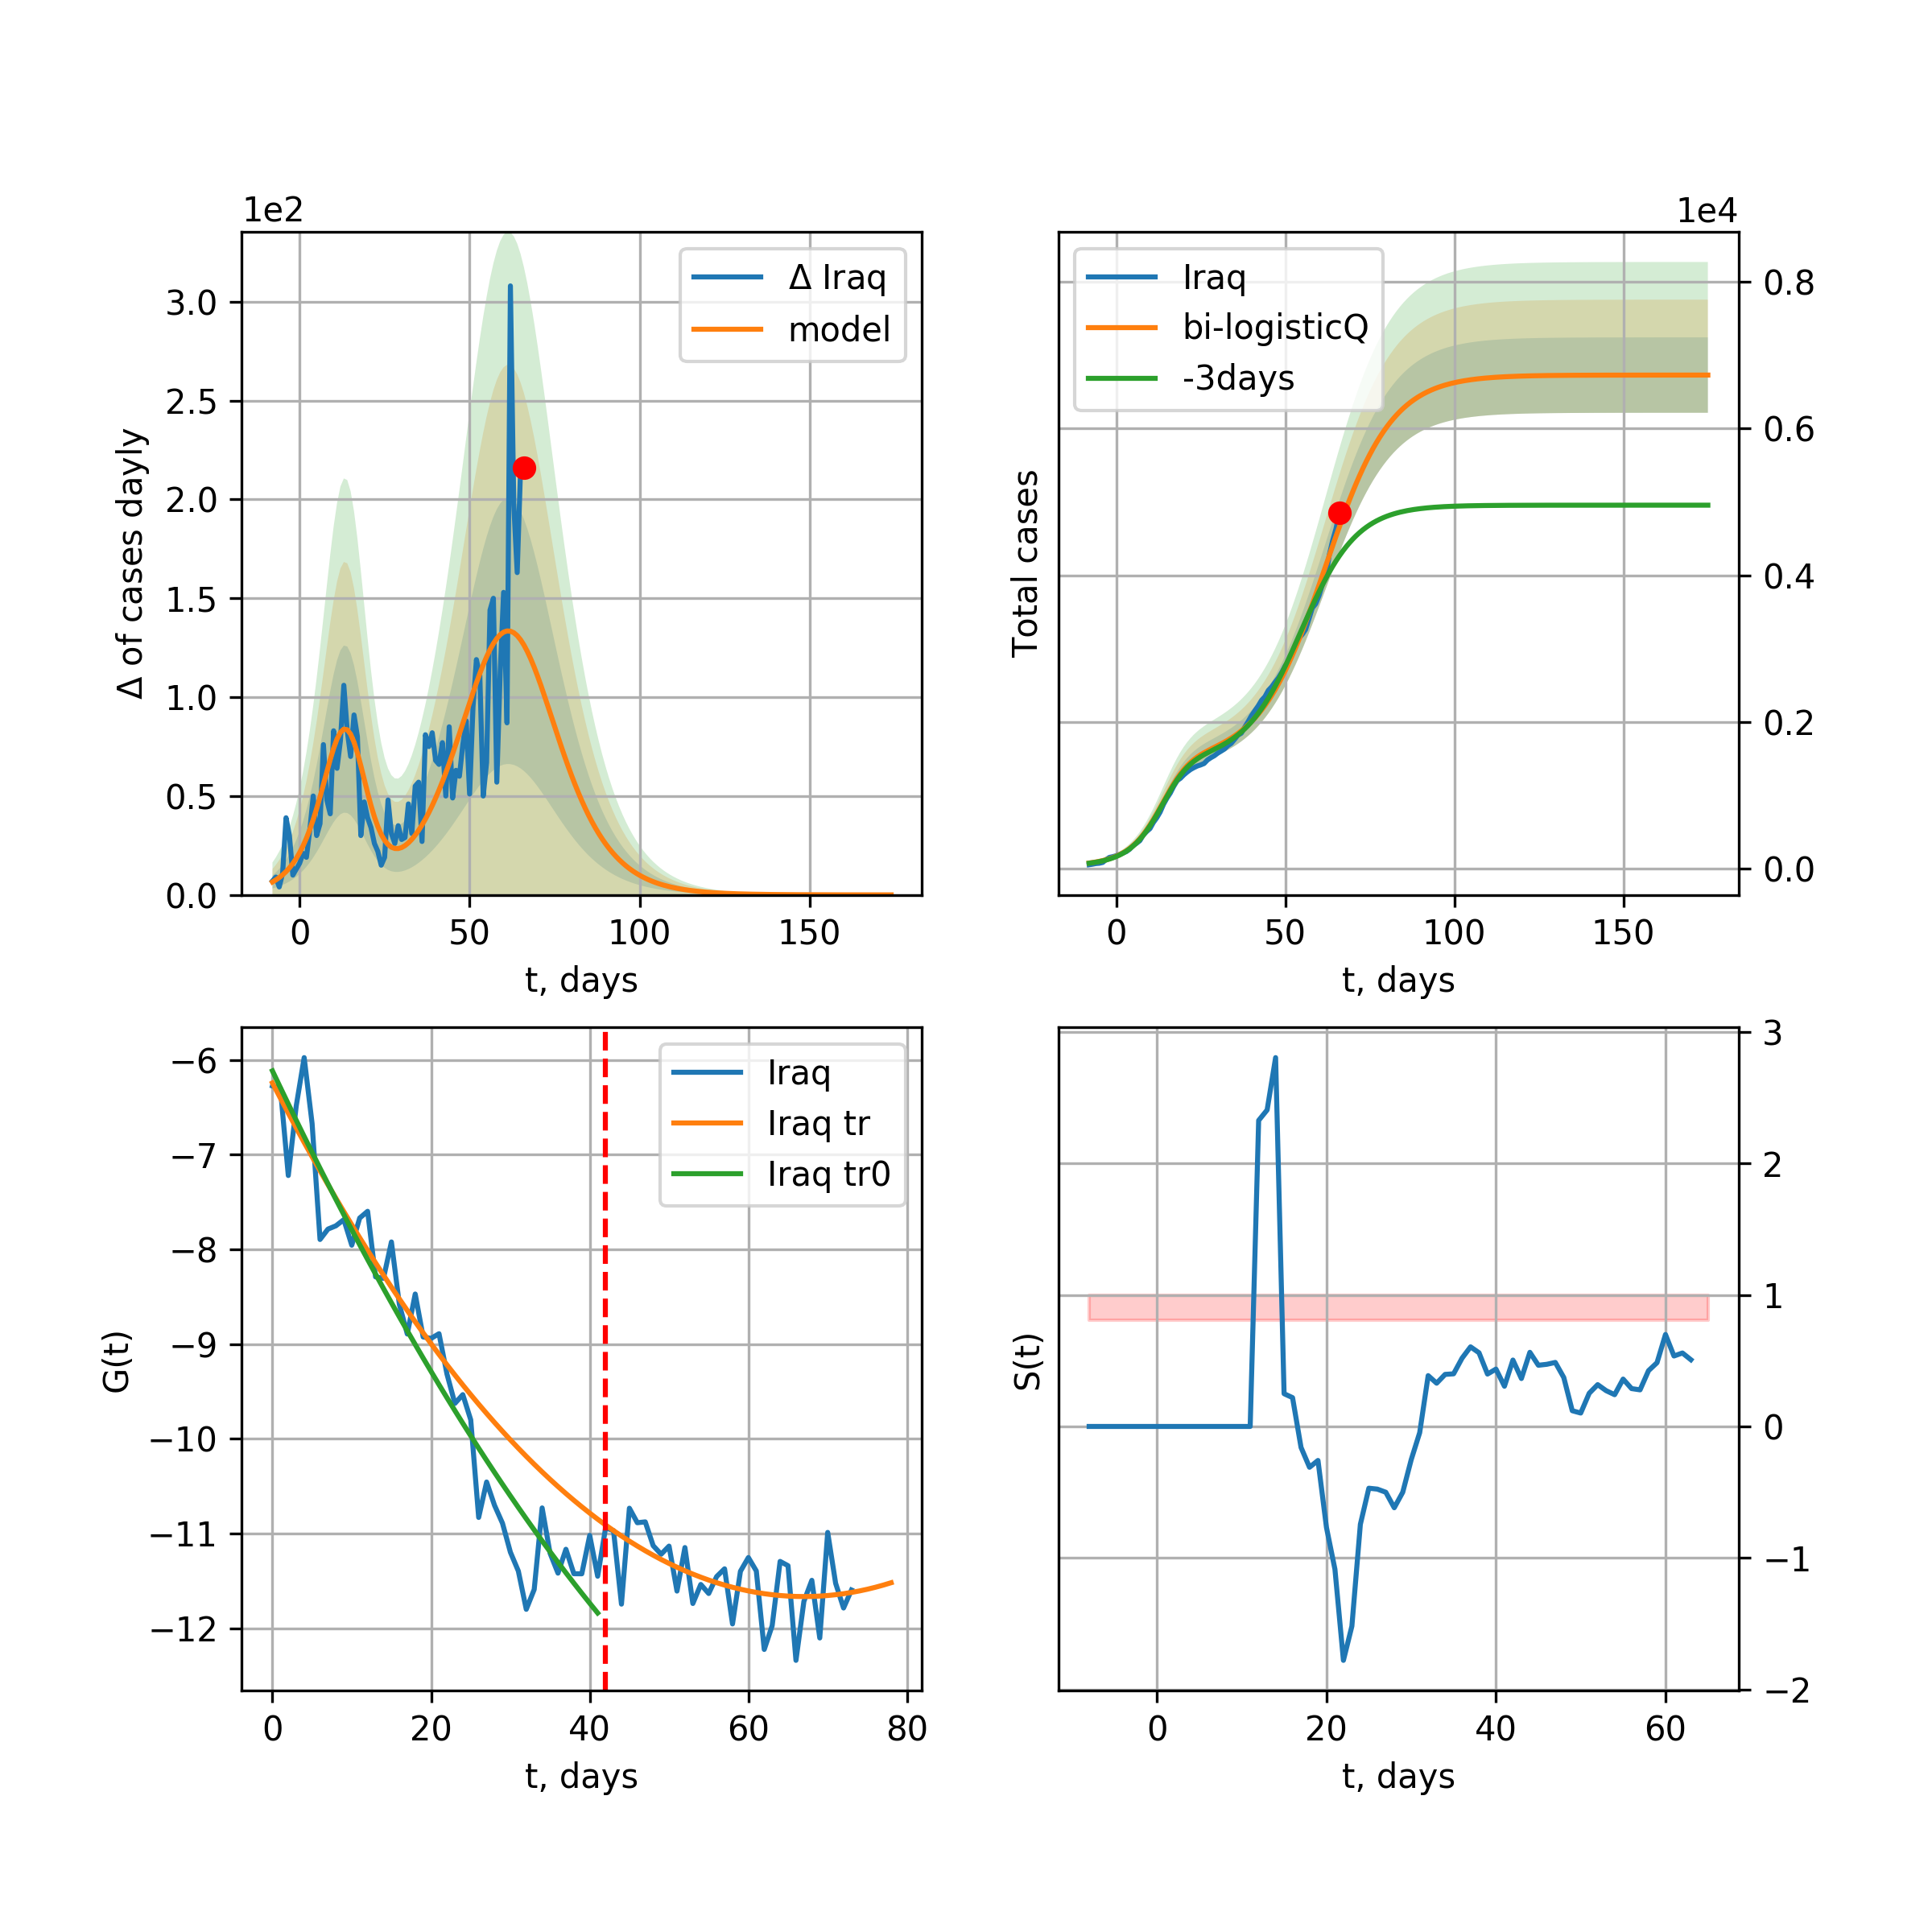 1e2
Δ Iraq
model
3.0
2.5
2.0
1.5
1.0
0.5
0.0
Δ of cases dayly
0 50 100 150
t, days
1e4
Iraq
bi-logisticQ
-3days
0.8
0.6
0.4
0.2
0.0
Total cases
0 50 100 150
t, days
Iraq
Iraq tr
Iraq tr0
−6
−7
−8
−9
−10
−11
−12
G(t)
0 20 40 60 80
t, days
3
2
1
0
−1
−2
S(t)
0 20 40 60
t, days